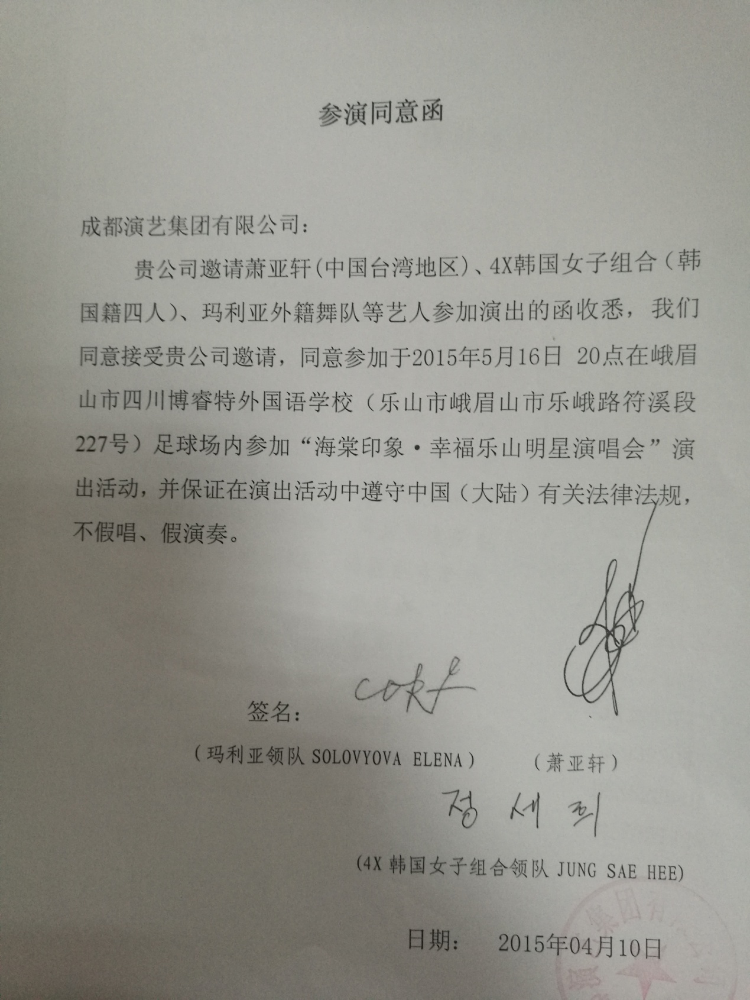 参演同意函
成都演艺集团有限公司：
贵公司邀请萧亚轩(中国台湾地区)、4X韩国女子组合（韩
国籍四人）、玛利亚外籍舞队等艺人参加演出的函收悉，我们
同意接受贵公司邀请，同意参加于2015年5月16日 20点在峨眉
山市四川博睿特外国语学校（乐山市峨眉山市乐峨路符溪段
227号）足球场内参加“海棠印象·幸福乐山明星演唱会”演
出活动，并保证在演出活动中遵守中国（大陆）有关法律法规，
不假唱、假演奏。
签名：
（玛利亚领队 SOLOVYOVA ELENA） （萧亚轩）
정 세 희
(4X 韩国女子组合领队 JUNG SAE HEE)
集团有
日期： 2015年04月10日